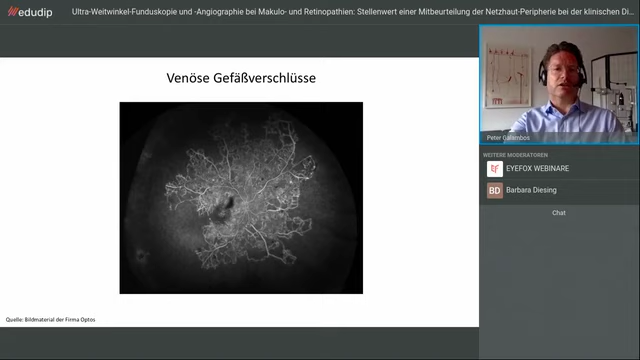 edudip
Ultra-Weitwinkel-Funduskopie und -Angiographie bei Makulo- und Retinopathien: Stellenwert einer Mitbeurteilung der Netzhaut-Peripherie bei der klinischen Di...
Venöse Gefäßverschlüsse
Peter Galambos
WEITERE MODERATOREN
EYEFOX WEBINARE
BD Barbara Diesing
Chat
Quelle: Bildmaterial der Firma Optos